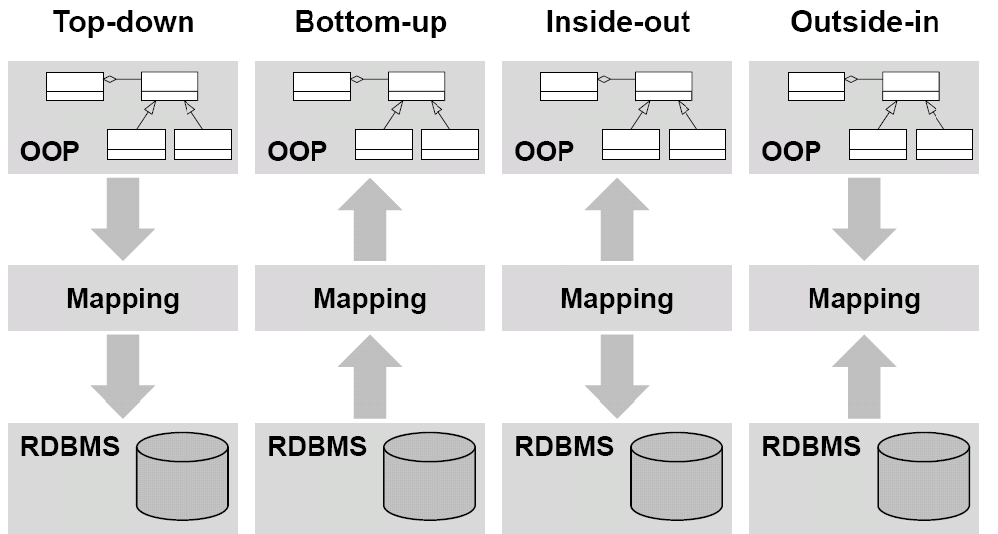 Top-down
Bottom-up
Inside-out
Outside-in
OOP
OOP
OOP
OOP
Mapping
Mapping
Mapping
Mapping
RDBMS
RDBMS
RDBMS
RDBMS